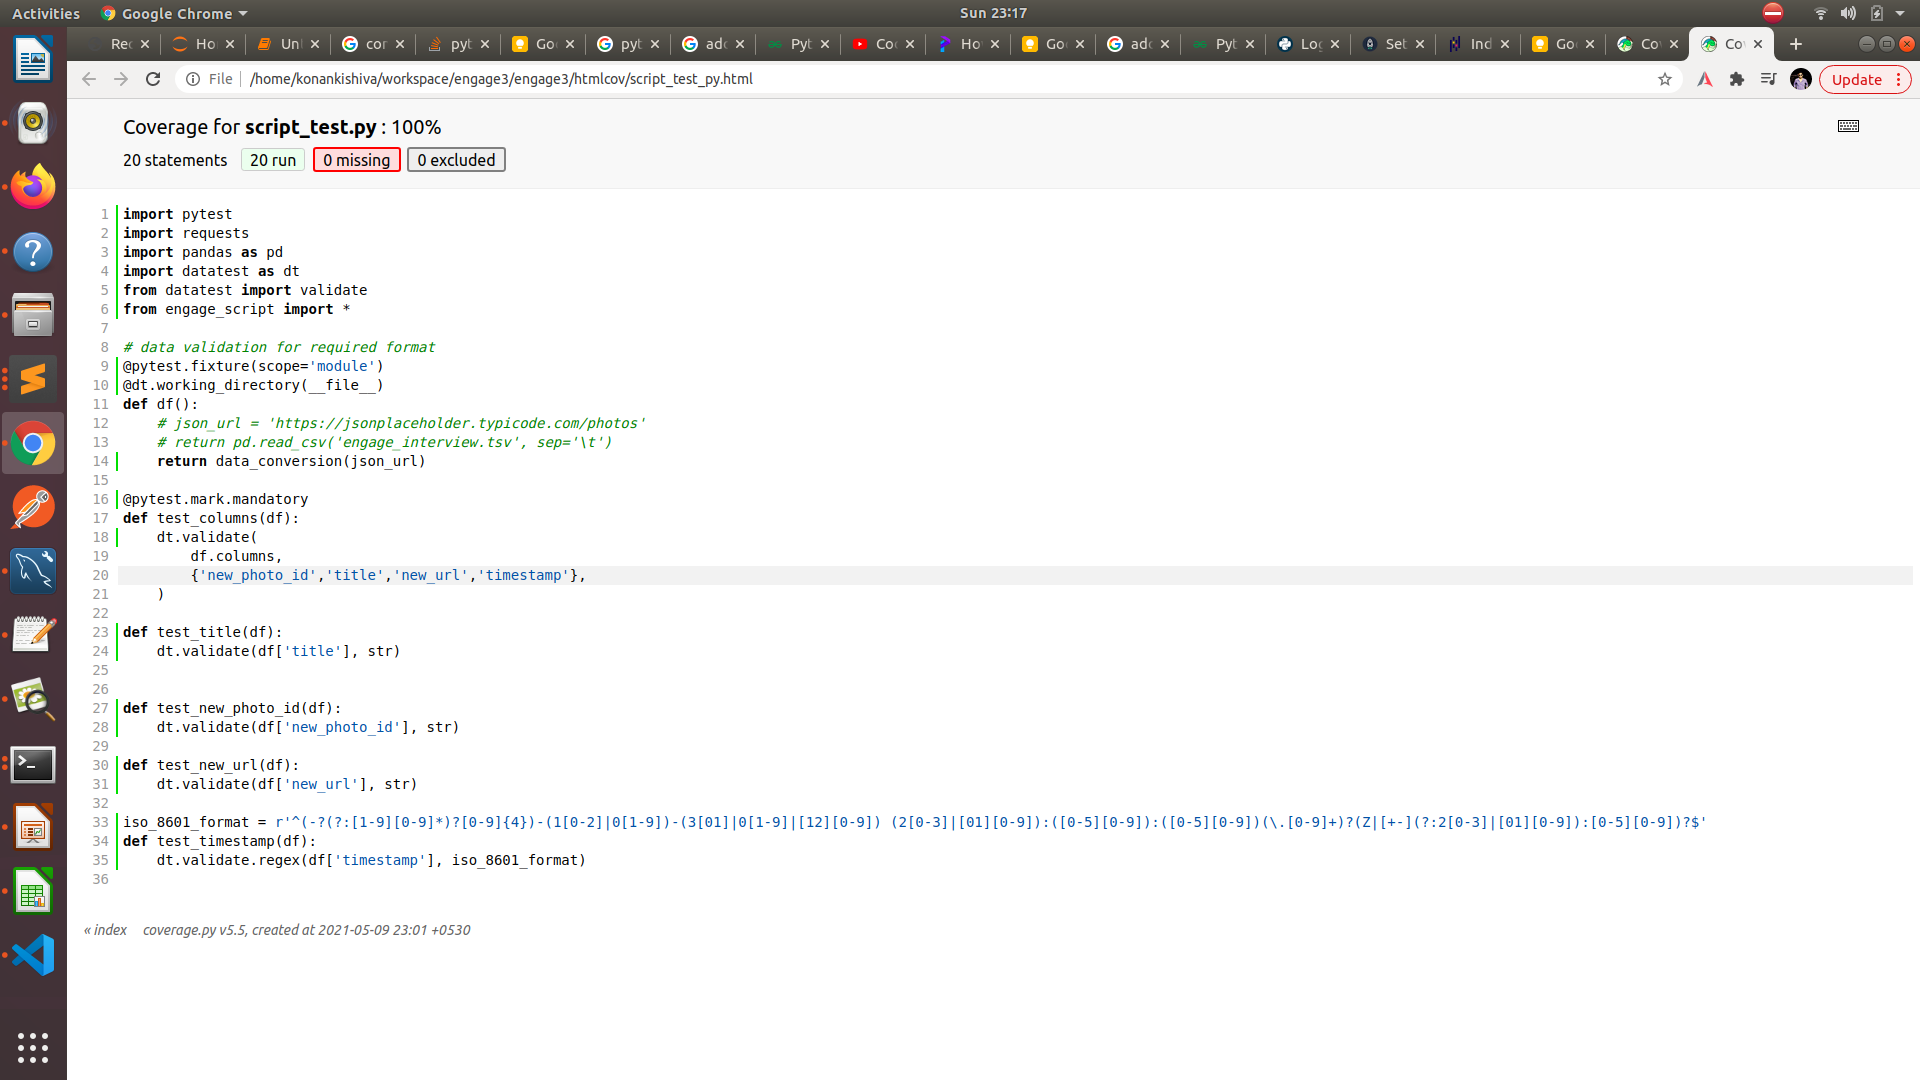 Activities Google Chrome Sun 23:17
Rec Ho Unt cor pyt Goo pyt add Pyt Coc Ho Goo add Pyt Log Set Ind Goo Cov Cov
File /home/konankishiva/workspace/engage3/engage3/htmlcov/script_test_py.html Update
Coverage for script_test.py : 100%
20 statements 20 run 0 missing 0 excluded
1 import pytest
2 import requests
3 import pandas as pd
4 import datatest as dt
5 from datatest import validate
6 from engage_script import *
7
8 # data validation for required format
9 @pytest.fixture(scope='module')
10 @dt.working_directory(__file__)
11 def df():
12 # json_url = 'https://jsonplaceholder.typicode.com/photos'
13 # return pd.read_csv('engage_interview.tsv', sep='\t')
14 return data_conversion(json_url)
15
16 @pytest.mark.mandatory
17 def test_columns(df):
18 dt.validate(
19 df.columns,
20 {'new_photo_id','title','new_url','timestamp'},
21 )
22
23 def test_title(df):
24 dt.validate(df['title'], str)
25
26
27 def test_new_photo_id(df):
28 dt.validate(df['new_photo_id'], str)
29
30 def test_new_url(df):
31 dt.validate(df['new_url'], str)
32
33 iso_8601_format = r'^(-?(?:[1-9][0-9]*)?[0-9]{4})-(1[0-2]|0[1-9])-(3[01]|0[1-9]|[12][0-9]) (2[0-3]|[01][0-9]):([0-5][0-9]):([0-5][0-9])(\.[0-9]+)?(Z|[+-](?:2[0-3]|[01][0-9]):[0-5][0-9])?$'
34 def test_timestamp(df):
35 dt.validate.regex(df['timestamp'], iso_8601_format)
36
« index coverage.py v5.5, created at 2021-05-09 23:01 +0530